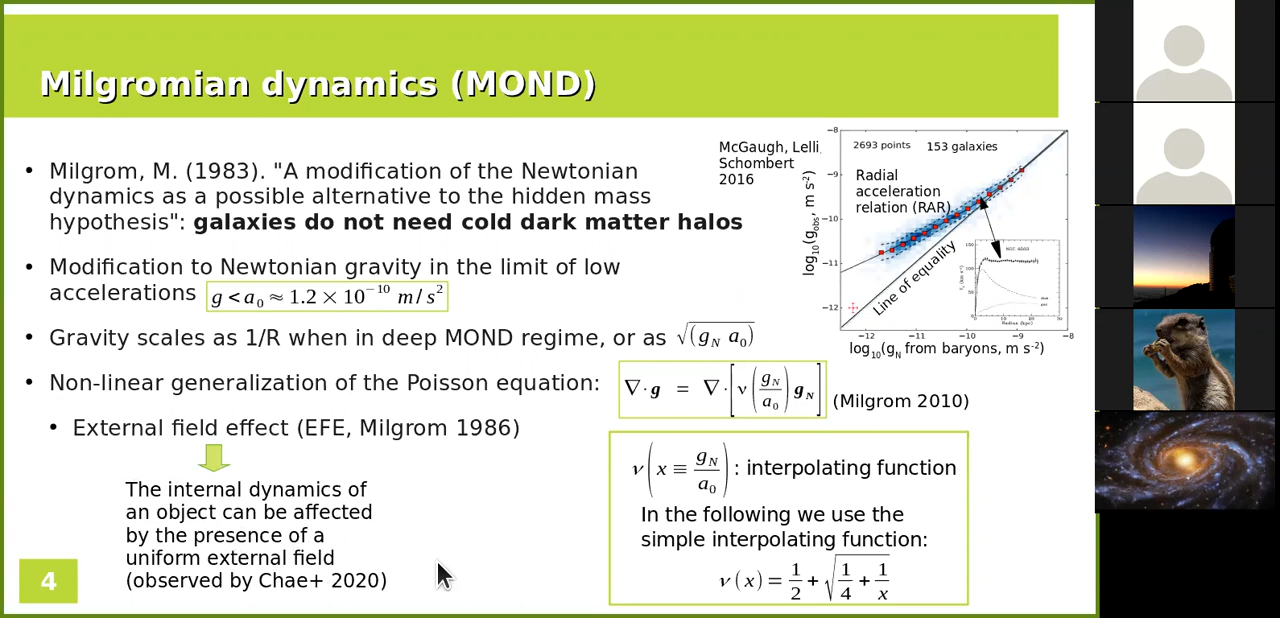 Milgromian dynamics (MOND)
• Milgrom, M. (1983). "A modification of the Newtonian
dynamics as a possible alternative to the hidden mass
hypothesis": galaxies do not need cold dark matter halos
• Modification to Newtonian gravity in the limit of low
accelerations g < a₀ ≈ 1.2 × 10⁻¹⁰ m/s²
• Gravity scales as 1/R when in deep MOND regime, or as √(g_N a₀)
• Non-linear generalization of the Poisson equation: ∇·g = ∇·[ν(g_N/a₀) g_N] (Milgrom 2010)
• External field effect (EFE, Milgrom 1986)
The internal dynamics of
an object can be affected
by the presence of a
uniform external field
(observed by Chae+ 2020)
4
McGaugh, Lelli,
Schombert
2016
2693 points 153 galaxies
Radial
acceleration
relation (RAR)
Line of equality
log₁₀(g_obs, m s⁻²)
−8
−9
−10
−11
−12
−12 −11 −10 −9 −8
log₁₀(g_N from baryons, m s⁻²)
Radius (kpc)
ν(x ≡ g_N/a₀) : interpolating function
In the following we use the
simple interpolating function:
ν(x) = 1/2 + √(1/4 + 1/x)